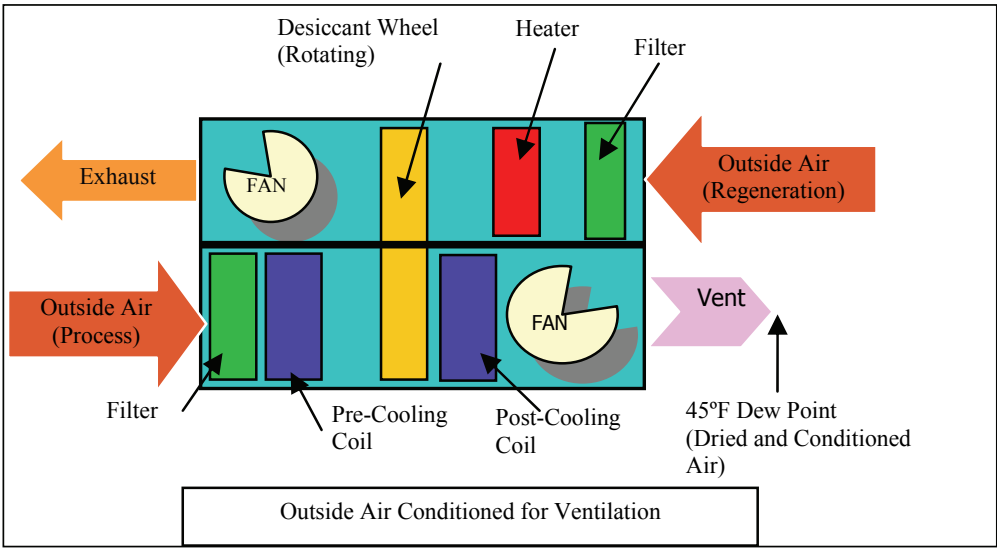 Desiccant Wheel
(Rotating)
Heater
Filter
Exhaust
FAN
Outside Air
(Regeneration)
Outside Air
(Process)
FAN
Vent
Filter
Pre-Cooling
Coil
Post-Cooling
Coil
45ºF Dew Point
(Dried and Conditioned
Air)
Outside Air Conditioned for Ventilation